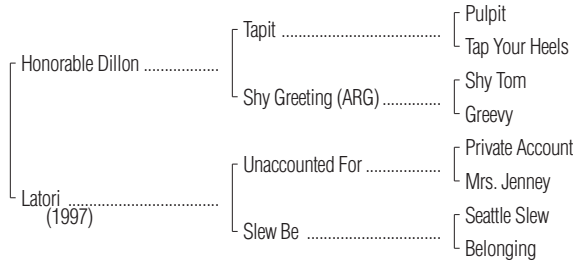 Pulpit
Tapit
Tap Your Heels
Honorable Dillon
Shy Tom
Shy Greeting (ARG)
Greevy
Private Account
Unaccounted For
Mrs. Jenney
Latori
(1997)
Seattle Slew
Slew Be
Belonging